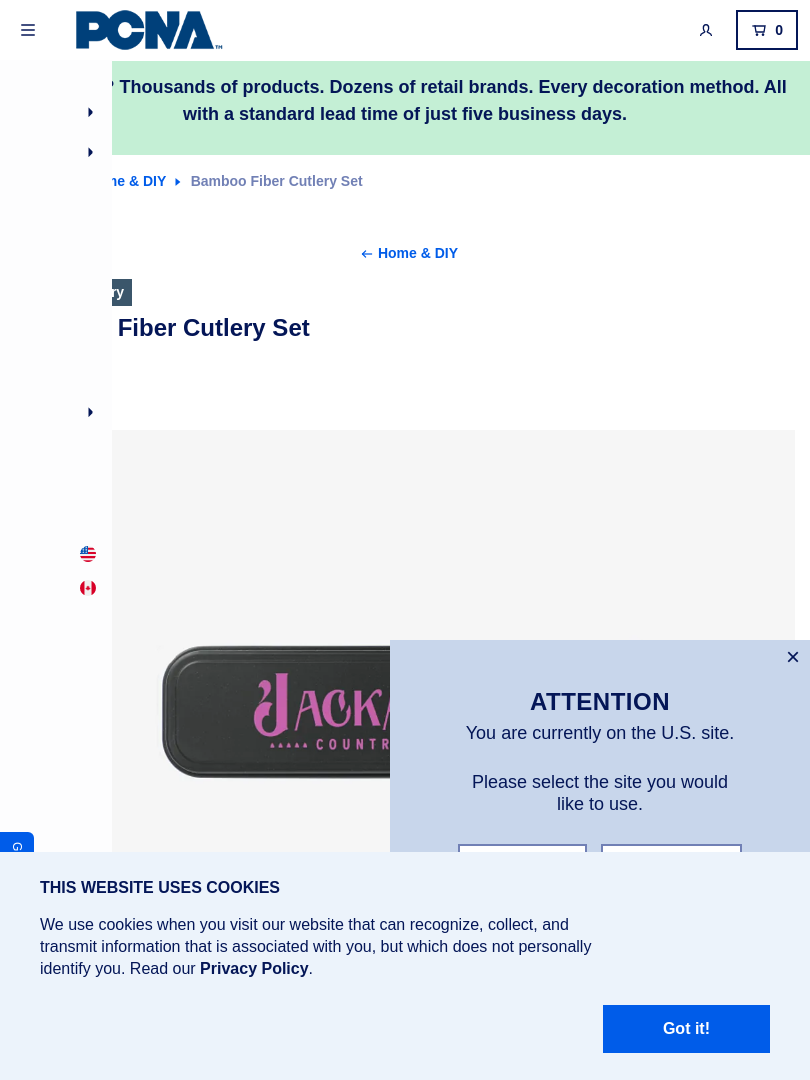 PCNA
0
? Thousands of products. Dozens of retail brands. Every decoration method. All
with a standard lead time of just five business days.
me & DIY Bamboo Fiber Cutlery Set
Home & DIY
ry
Fiber Cutlery Set
JACKA
COUNTR
ATTENTION
You are currently on the U.S. site.
Please select the site you would
like to use.
G
THIS WEBSITE USES COOKIES
We use cookies when you visit our website that can recognize, collect, and
transmit information that is associated with you, but which does not personally
identify you. Read our Privacy Policy.
Got it!